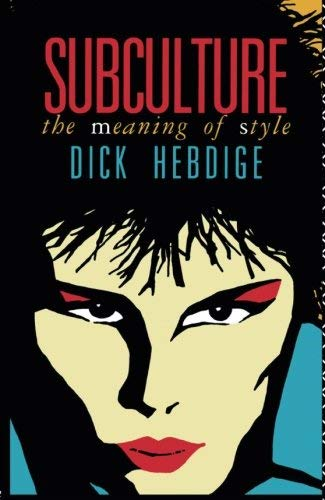 SUBCULTURE
the meaning of style
DICK HEBDIGE